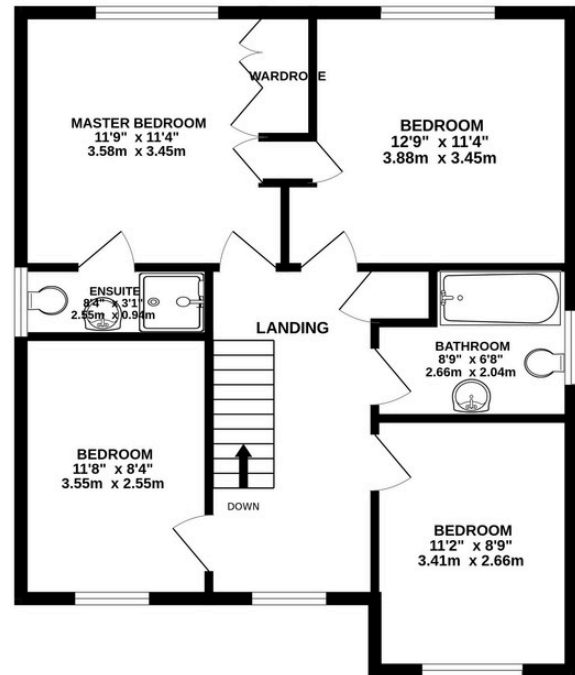 WARDROBE
MASTER BEDROOM
11'9" x 11'4"
3.58m x 3.45m
BEDROOM
12'9" x 11'4"
3.88m x 3.45m
ENSUITE
8'4" x 3'1"
2.55m x 0.94m
LANDING
BATHROOM
8'9" x 6'8"
2.66m x 2.04m
BEDROOM
11'8" x 8'4"
3.55m x 2.55m
DOWN
BEDROOM
11'2" x 8'9"
3.41m x 2.66m